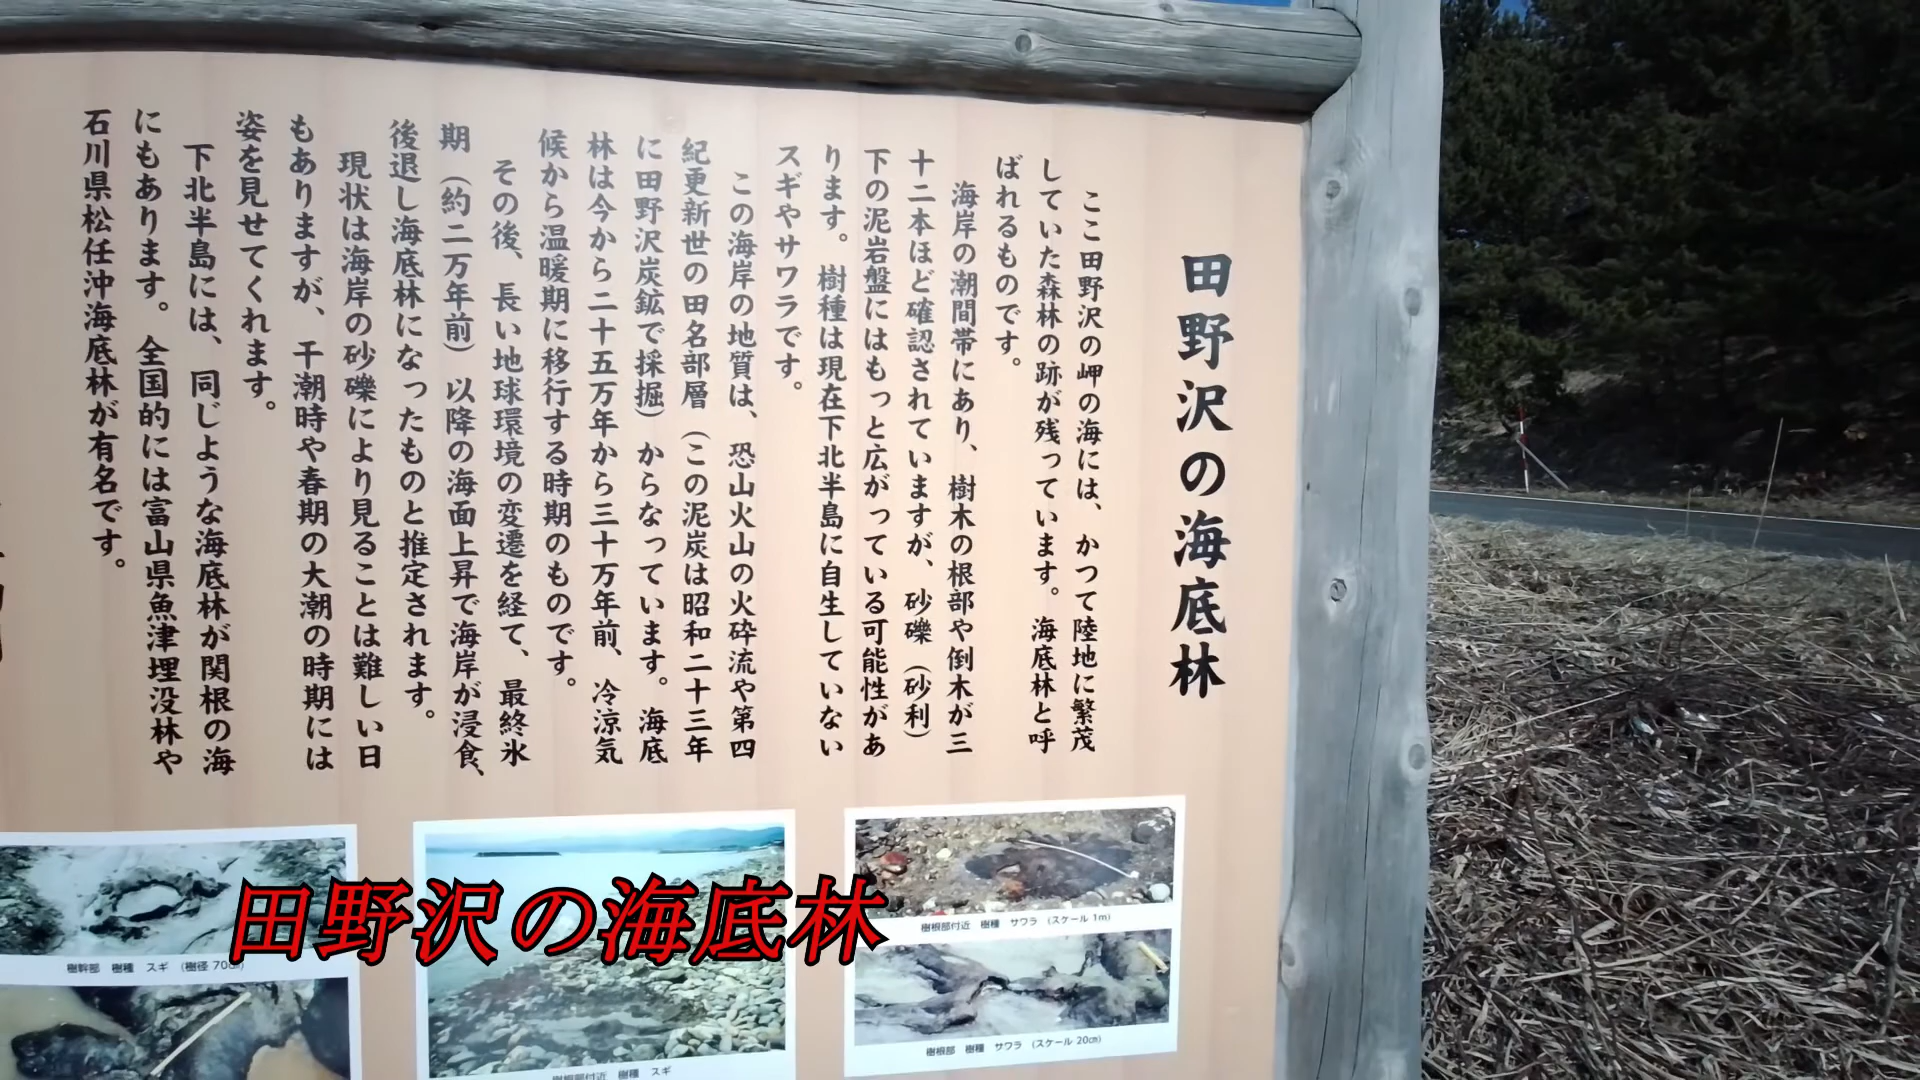 田野沢の海底林
ここ田野沢の岬の海には、かつて陸地に繁茂
していた森林の跡が残っています。海底林と呼
ばれるものです。
海岸の潮間帯にあり、樹木の根部や倒木が三
十二本ほど確認されていますが、砂礫（砂利）
下の泥岩盤にはもっと広がっている可能性があ
ります。樹種は現在下北半島に自生していない
スギやサワラです。
この海岸の地質は、恐山火山の火砕流や第四
紀更新世の田名部層（この泥炭は昭和二十三年
に田野沢炭鉱で採掘）からなっています。海底
林は今から二十五万年から三十万年前、冷涼気
候から温暖期に移行する時期のものです。
その後、長い地球環境の変遷を経て、最終氷
期（約二万年前）以降の海面上昇で海岸が浸食、
後退し海底林になったものと推定されます。
現状は海岸の砂礫により見ることは難しい日
もありますが、干潮時や春期の大潮の時期には
姿を見せてくれます。
下北半島には、同じような海底林が関根の海
にもあります。全国的には富山県魚津埋没林や
石川県松任沖海底林が有名です。
樹根部付近　樹種　サワラ　(スケール 1m)
樹根部　樹種　サワラ　(スケール 20㎝)
樹根部付近　樹種　スギ
樹幹部　樹種　スギ　(樹径 70㎝)
田野沢の海底林